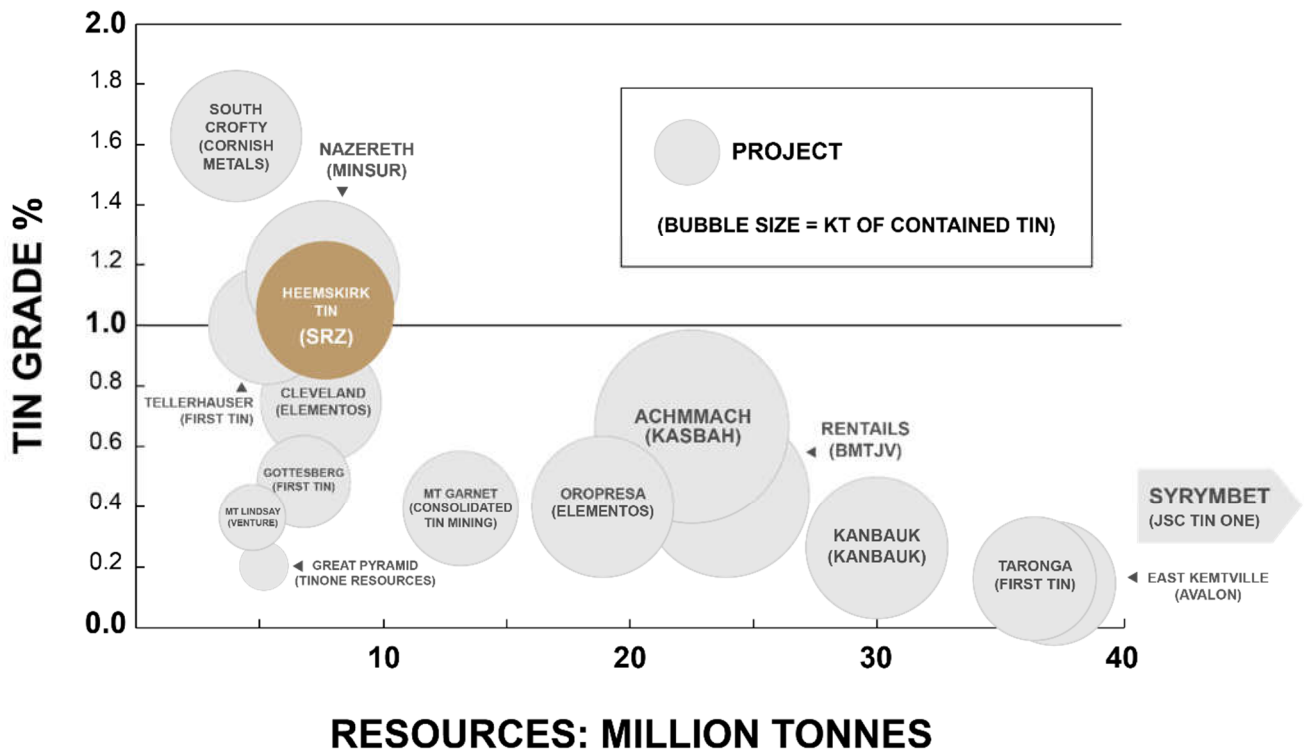 2.0
1.8
1.6
1.4
1.2
1.0
0.8
0.6
0.4
0.2
0.0
TIN GRADE %
SOUTH
CROFTY
(CORNISH
METALS)
NAZERETH
(MINSUR)
PROJECT
(BUBBLE SIZE = KT OF CONTAINED TIN)
HEEMSKIRK
TIN
(SRZ)
TELLERHAUSER
(FIRST TIN)
CLEVELAND
(ELEMENTOS)
GOTTESBERG
(FIRST TIN)
MT LINDSAY
(VENTURE)
GREAT PYRAMID
(TINONE RESOURCES)
MT GARNET
(CONSOLIDATED
TIN MINING)
OROPRESA
(ELEMENTOS)
ACHMMACH
(KASBAH)
RENTAILS
(BMTJV)
KANBAUK
(KANBAUK)
TARONGA
(FIRST TIN)
SYRYMBET
(JSC TIN ONE)
EAST KEMTVILLE
(AVALON)
10
20
30
40
RESOURCES: MILLION TONNES